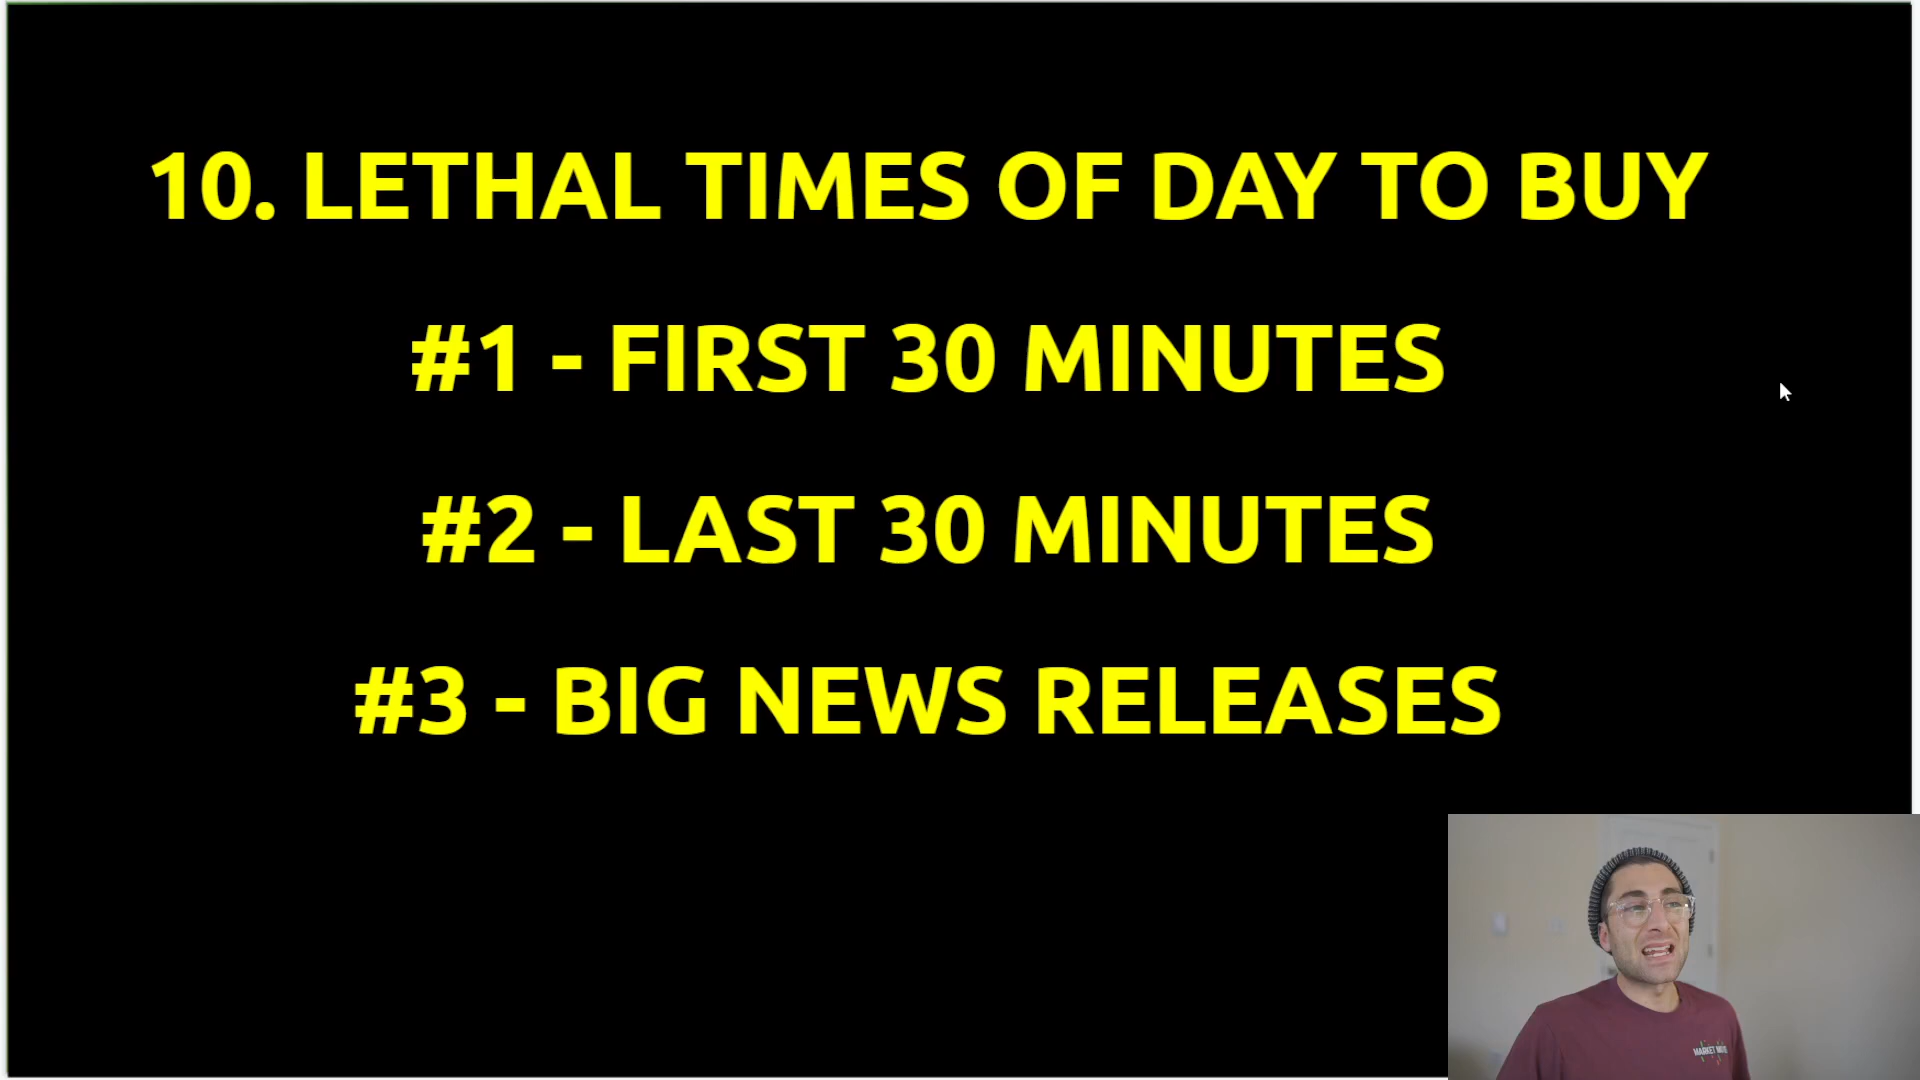 10. LETHAL TIMES OF DAY TO BUY
#1 - FIRST 30 MINUTES
#2 - LAST 30 MINUTES
#3 - BIG NEWS RELEASES
MARKET